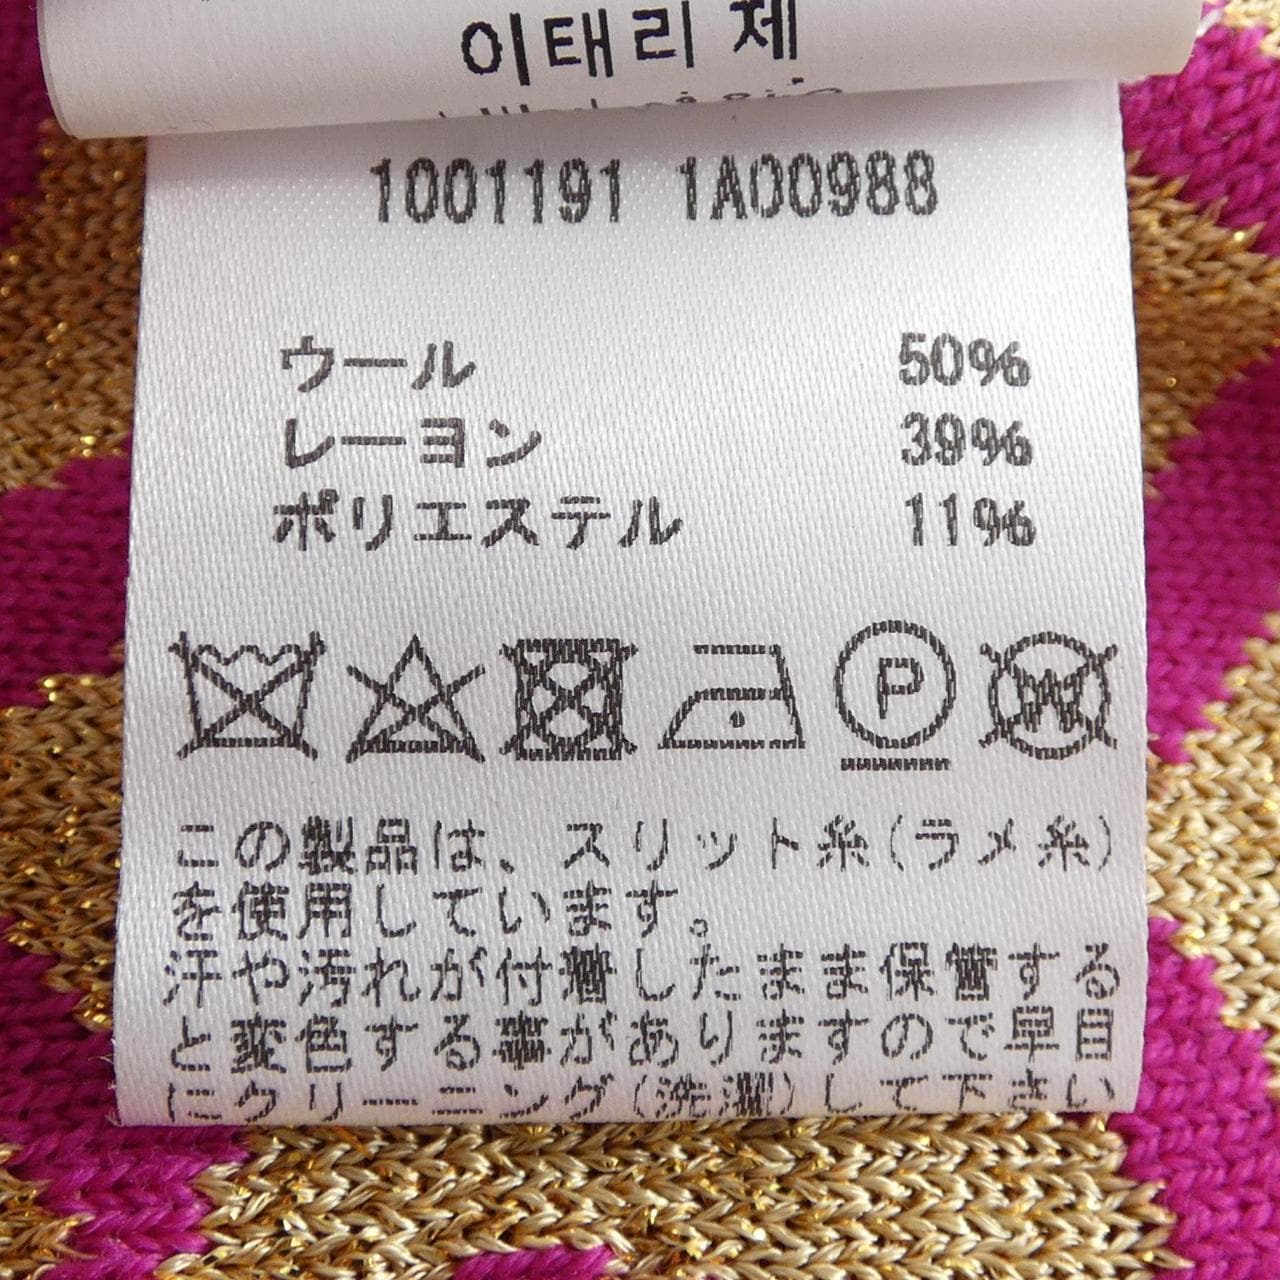 이태리 제
1001191 1A00988
ウール 50%
レーヨン 39%
ポリエステル 11%
P
W
この製品は、スリット糸(ラメ糸)
を使用しています。
汗や汚れが付着したまま保管する
と変色する事がありますので早目
にクリーニング(洗濯)して下さい